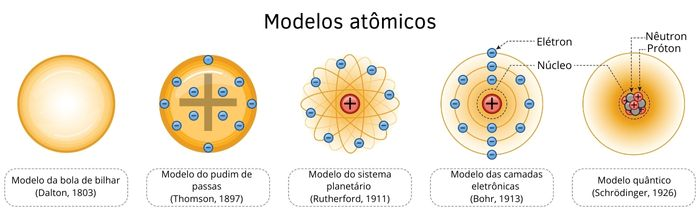 Modelos atômicos
Elétron
Núcleo
Nêutron
Próton
Modelo da bola de bilhar
(Dalton, 1803)
Modelo do pudim de
passas
(Thomson, 1897)
Modelo do sistema
planetário
(Rutherford, 1911)
Modelo das camadas
eletrônicas
(Bohr, 1913)
Modelo quântico
(Schrödinger, 1926)